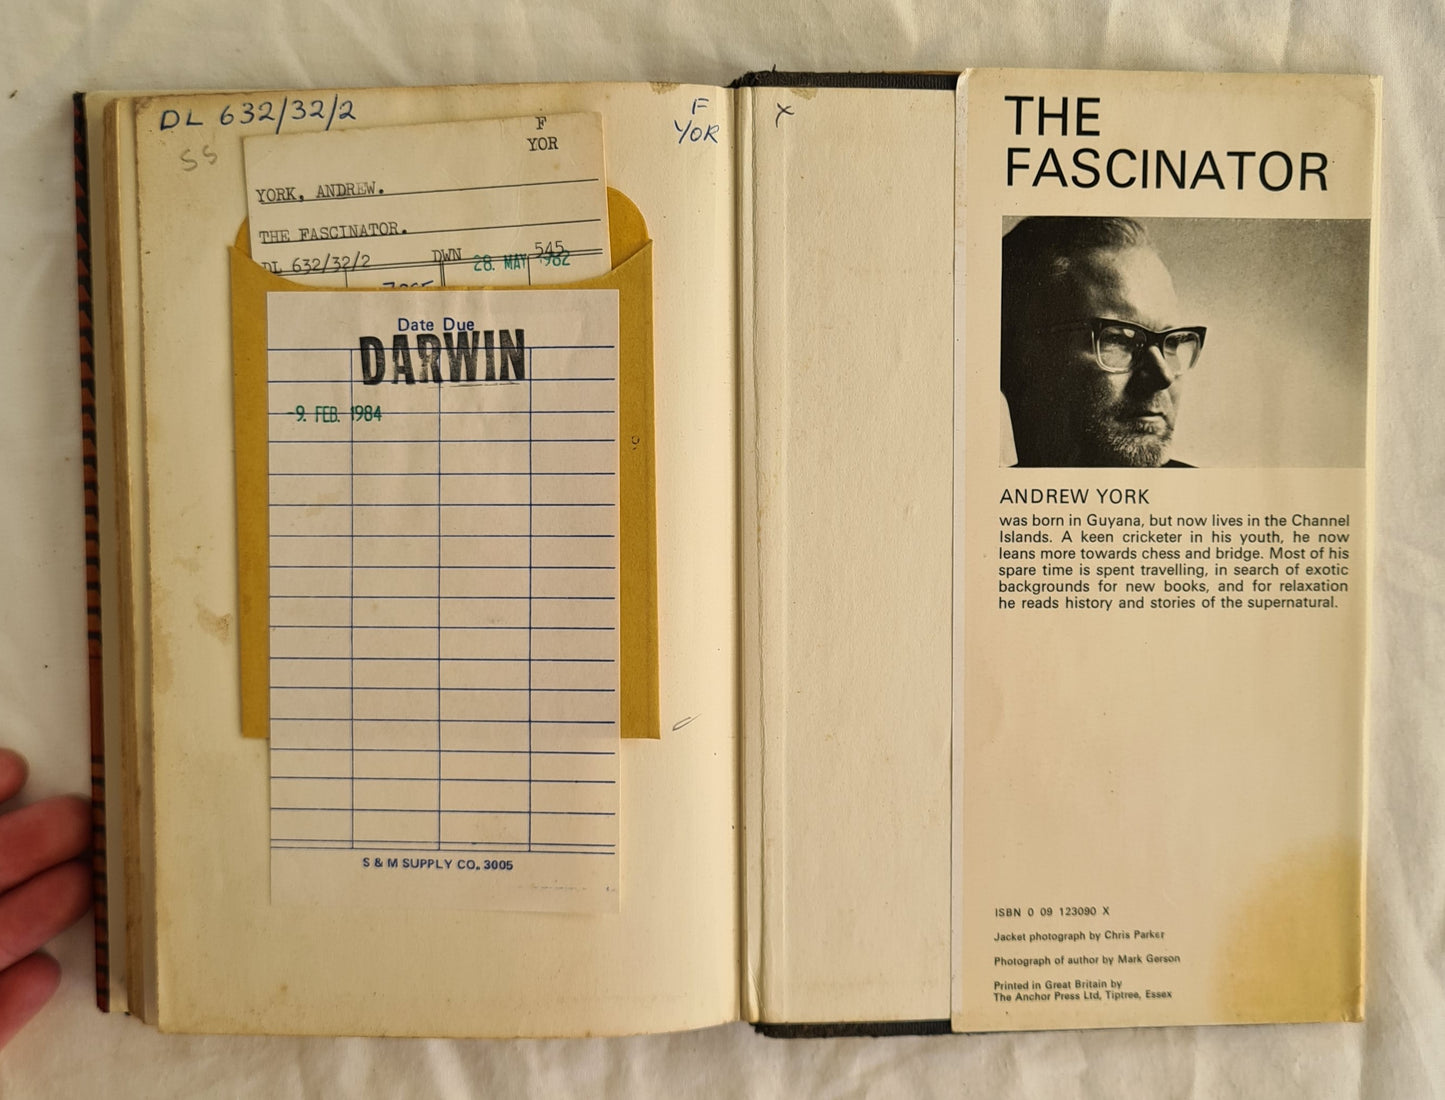 DL 632/32/2
SS
F
YOR
F
YOR
YORK, ANDREW.
THE FASCINATOR.
DL 632/32/2 DWN 545
28. MAY 1982
Date Due
DARWIN
-9. FEB. 1984
S & M SUPPLY CO. 3005
X
THE
FASCINATOR
ANDREW YORK
was born in Guyana, but now lives in the Channel
Islands. A keen cricketer in his youth, he now
leans more towards chess and bridge. Most of his
spare time is spent travelling, in search of exotic
backgrounds for new books, and for relaxation
he reads history and stories of the supernatural.
ISBN 0 09 123090 X
Jacket photograph by Chris Parker
Photograph of author by Mark Gerson
Printed in Great Britain by
The Anchor Press Ltd, Tiptree, Essex